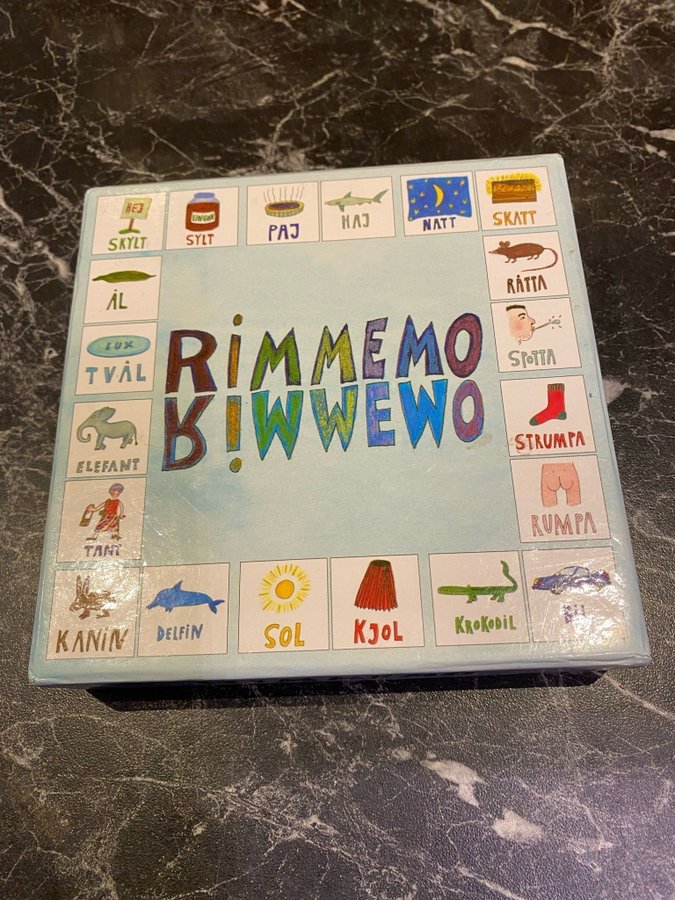 HEJ
SKYLT
LINGON
SYLT
PAJ
HAJ
NATT
SKATT
ÅL
RÅTTA
LUX
TVÅL
SPOTTA
RiMMEMO
RiMMEMO
ELEFANT
STRUMPA
TANT
RUMPA
KANiN
DELFiN
SOL
KJOL
KROKODiL
BIL